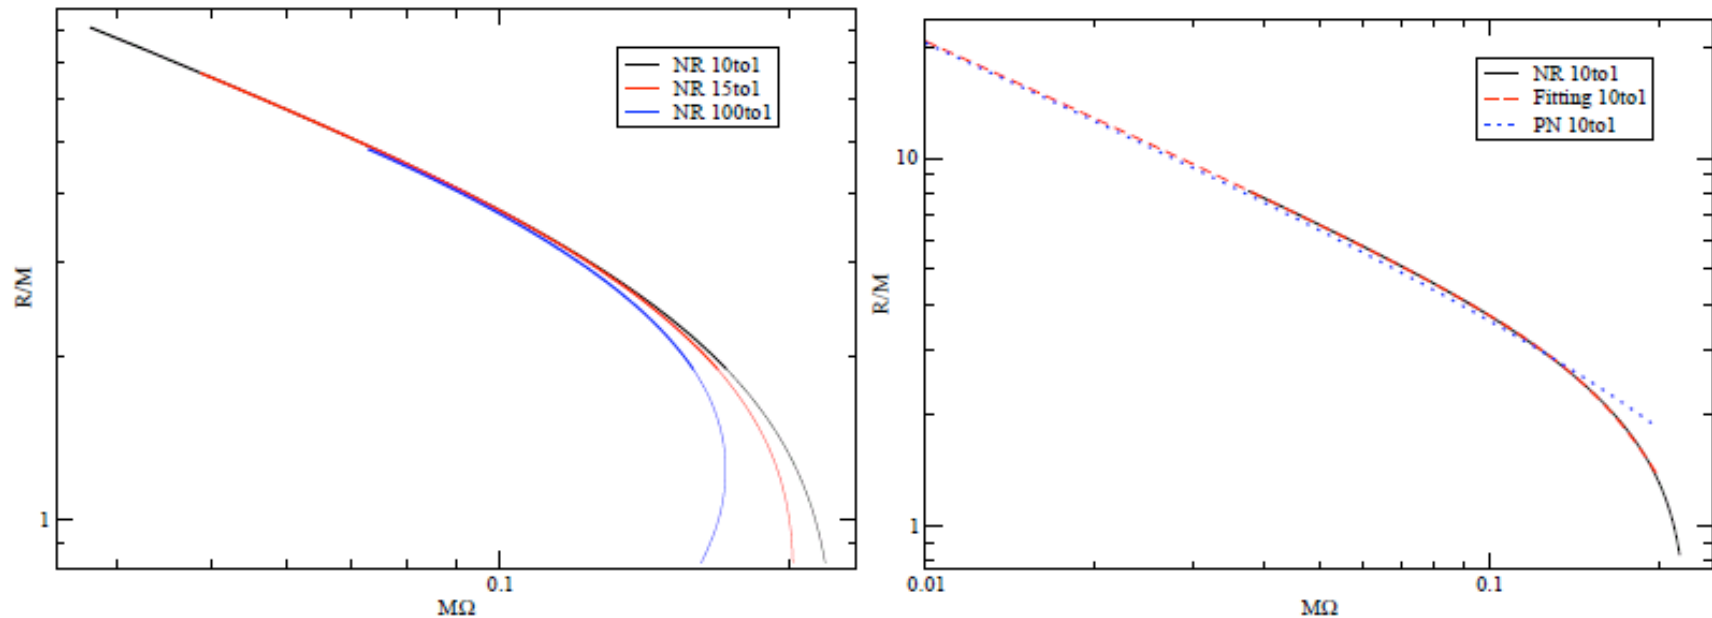 NR 10to1
NR 15to1
NR 100to1
R/M
1
0.1
MΩ
NR 10to1
Fitting 10to1
PN 10to1
10
R/M
1
0.01
0.1
MΩ